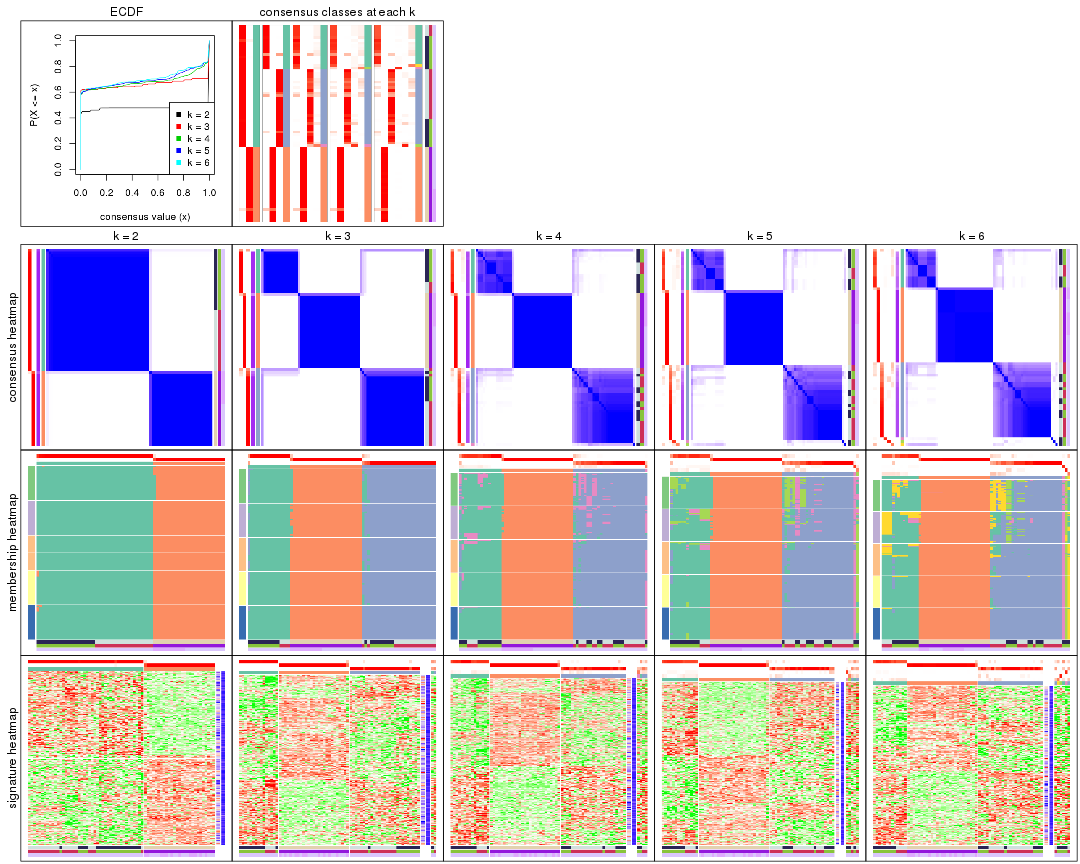 ECDF
consensus classes at each k
P(X <= x)
0.0 0.2 0.4 0.6 0.8 1.0
k = 2
k = 3
k = 4
k = 5
k = 6
0.0 0.2 0.4 0.6 0.8 1.0
consensus value (x)
k = 2
k = 3
k = 4
k = 5
k = 6
consensus heatmap
membership heatmap
signature heatmap